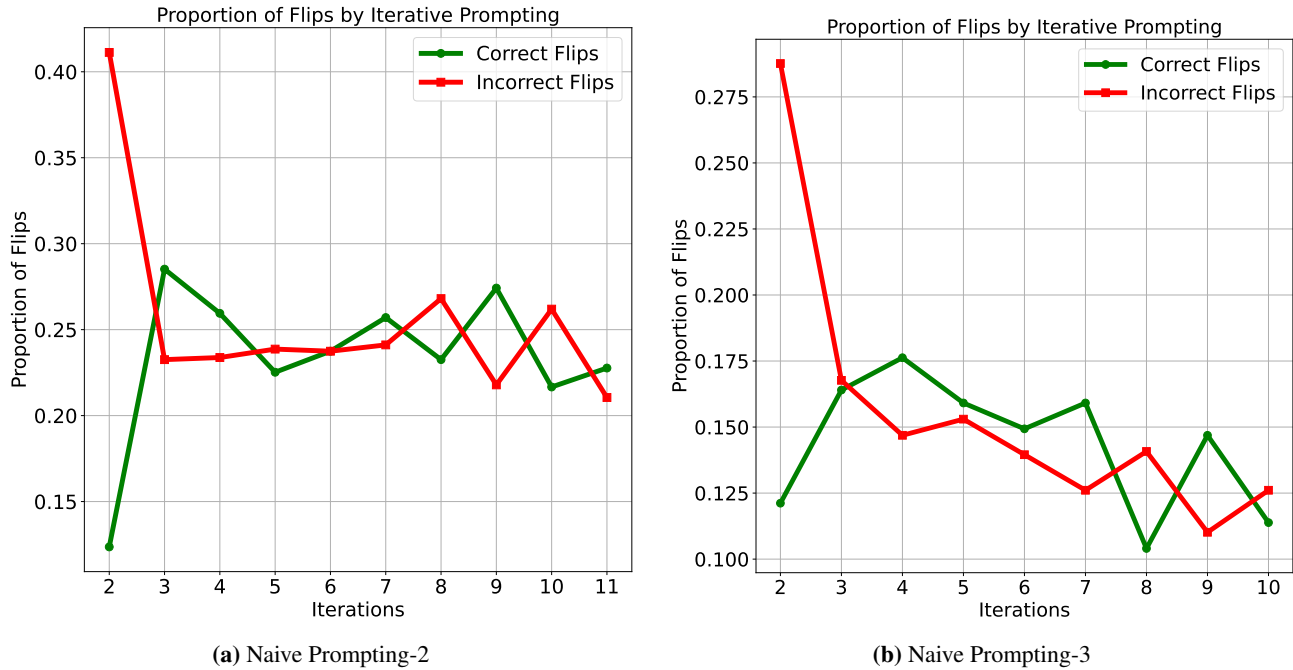 Proportion of Flips by Iterative Prompting
Correct Flips
Incorrect Flips
Proportion of Flips
0.40
0.35
0.30
0.25
0.20
0.15
2 3 4 5 6 7 8 9 10 11
Iterations
(a) Naive Prompting-2
Proportion of Flips by Iterative Prompting
Correct Flips
Incorrect Flips
Proportion of Flips
0.275
0.250
0.225
0.200
0.175
0.150
0.125
0.100
2 3 4 5 6 7 8 9 10
Iterations
(b) Naive Prompting-3